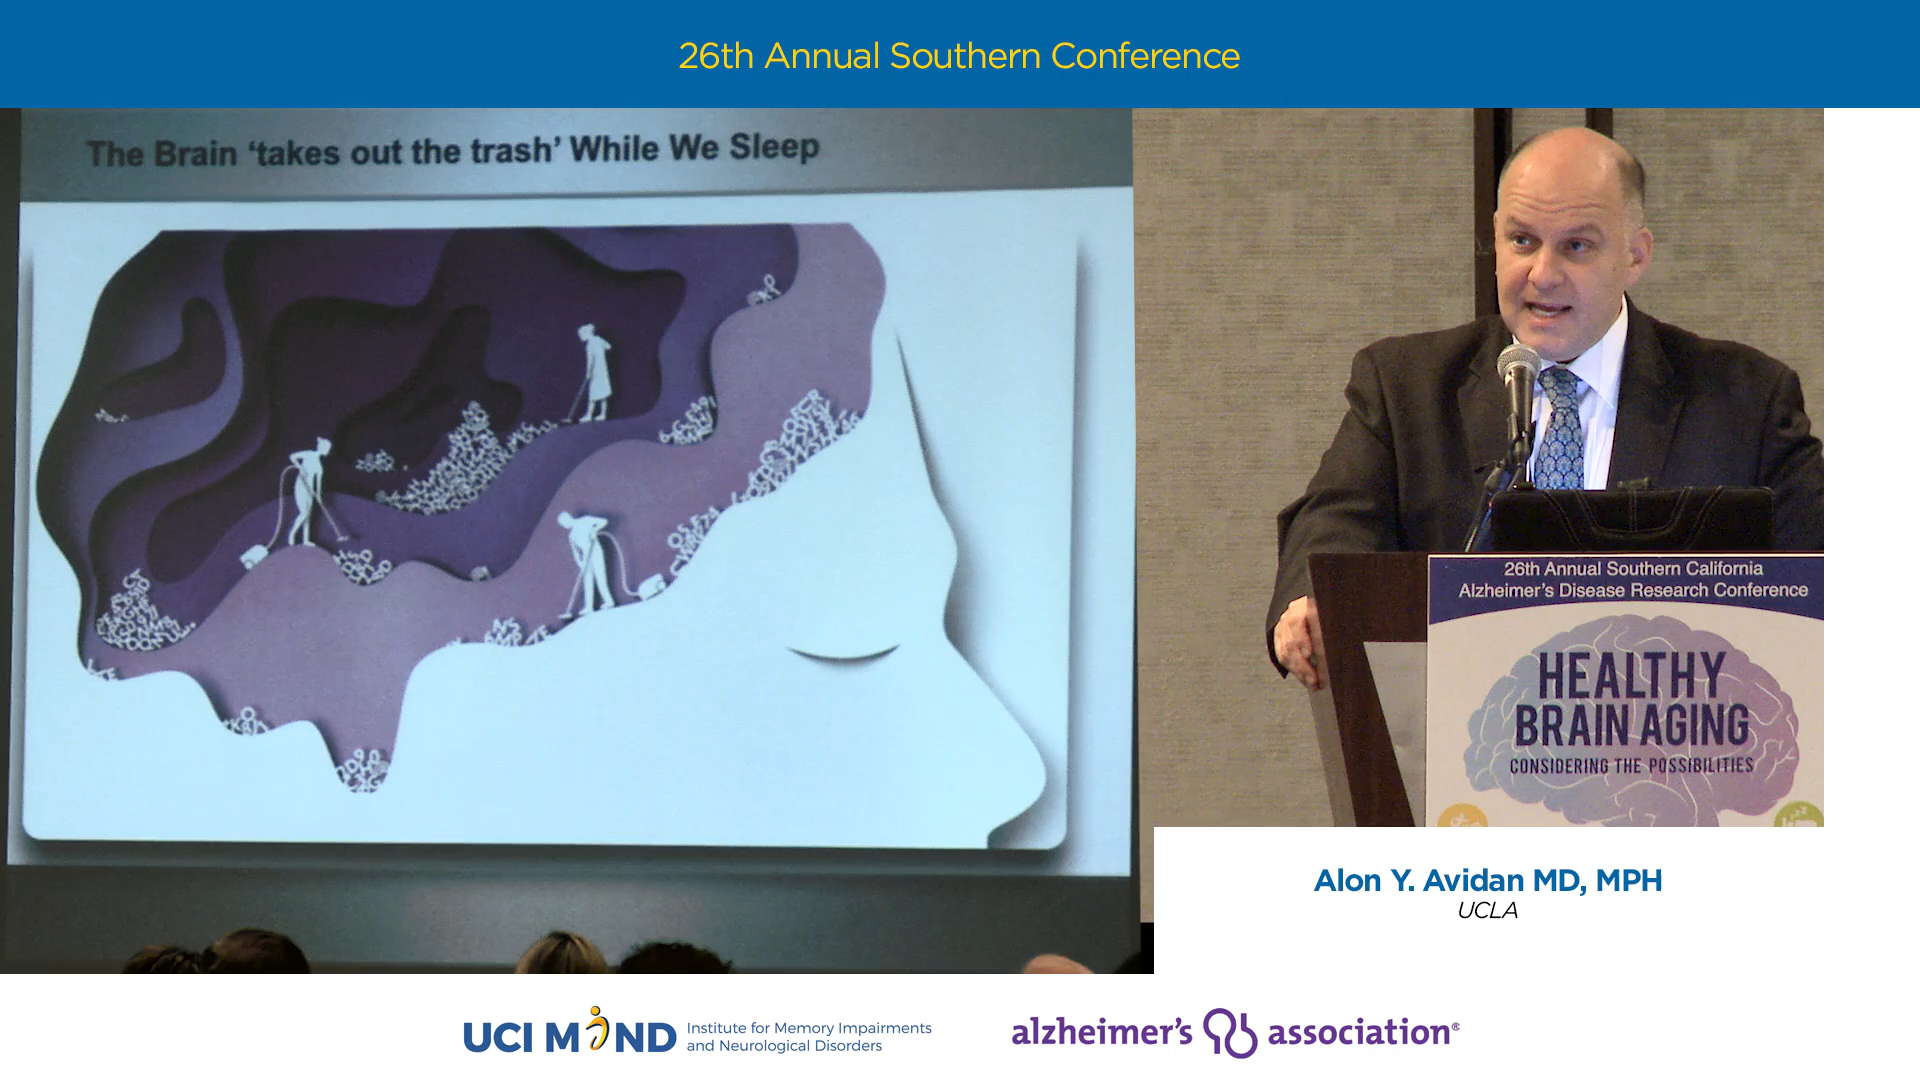 26th Annual Southern Conference
The Brain ‘takes out the trash’ While We Sleep
26th Annual Southern California
Alzheimer's Disease Research Conference
HEALTHY
BRAIN AGING
CONSIDERING THE POSSIBILITIES
Alon Y. Avidan MD, MPH
UCLA
UCI MIND
Institute for Memory Impairments
and Neurological Disorders
alzheimer's association®